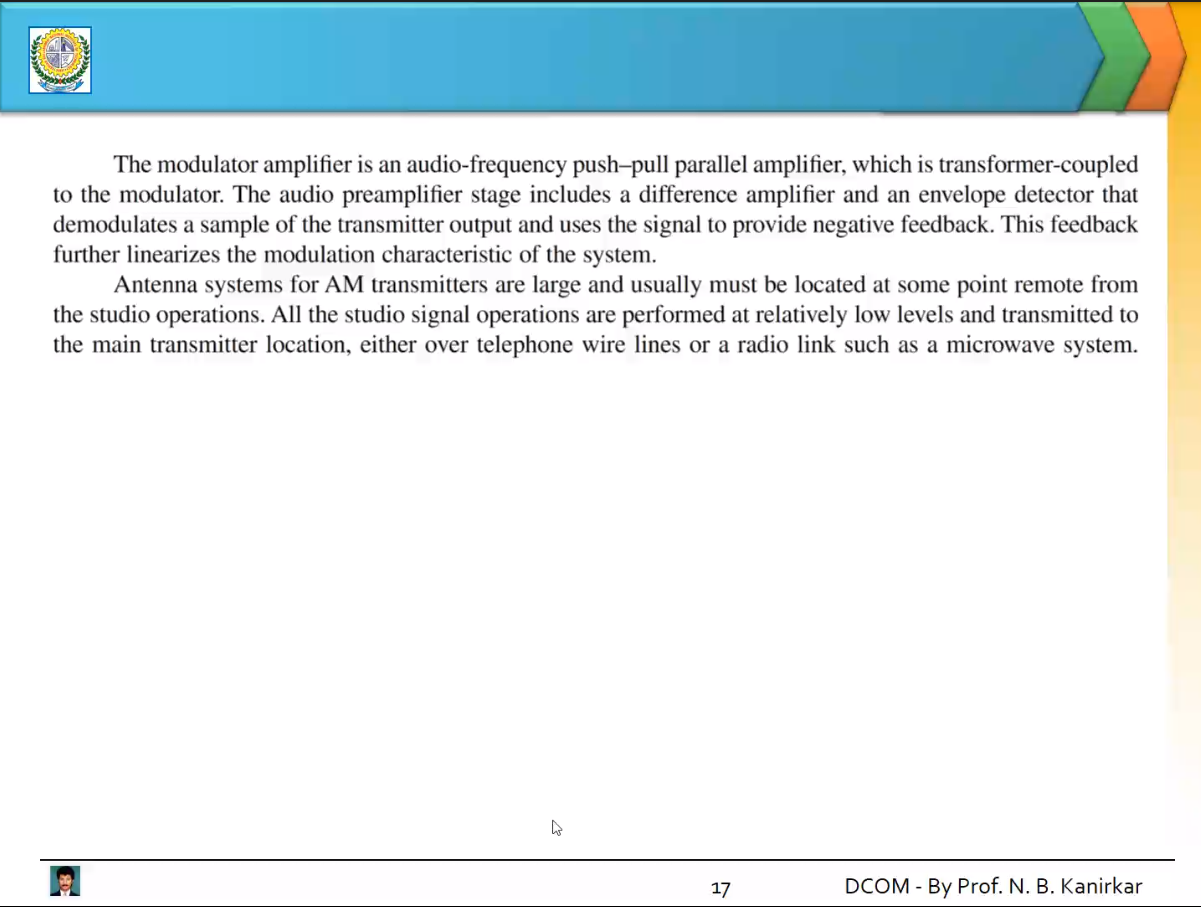 The modulator amplifier is an audio-frequency push–pull parallel amplifier, which is transformer-coupled
to the modulator. The audio preamplifier stage includes a difference amplifier and an envelope detector that
demodulates a sample of the transmitter output and uses the signal to provide negative feedback. This feedback
further linearizes the modulation characteristic of the system.
Antenna systems for AM transmitters are large and usually must be located at some point remote from
the studio operations. All the studio signal operations are performed at relatively low levels and transmitted to
the main transmitter location, either over telephone wire lines or a radio link such as a microwave system.
17
DCOM - By Prof. N. B. Kanirkar